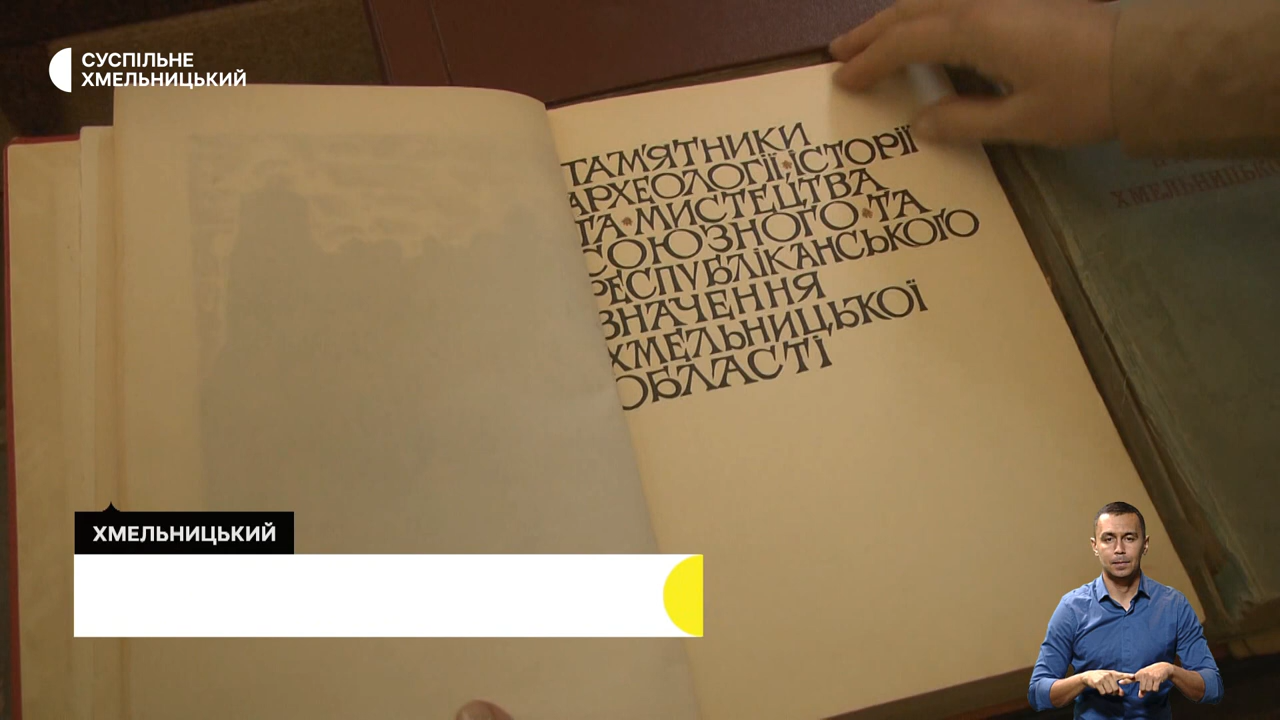 СУСПІЛЬНЕ
ХМЕЛЬНИЦЬКИЙ
ПАМ'ЯТНИКИ
АРХЕОЛОГІЇ·ІСТОРІЇ
ТА·МИСТЕЦТВА
СОЮЗНОГО·ТА
РЕСПУБЛІКАНСЬКОГО
ЗНАЧЕННЯ
ХМЕЛЬНИЦЬКОЇ
ОБЛАСТІ
ХМЕЛЬНИЦЬКИЙ